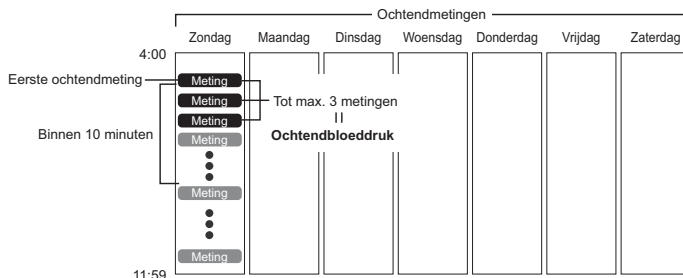 Ochtendmetingen
Zondag Maandag Dinsdag Woensdag Donderdag Vrijdag Zaterdag
4:00
Eerste ochtendmeting
Meting
Meting
Tot max. 3 metingen
Meting
Binnen 10 minuten
Meting
Ochtendbloeddruk
Meting
Meting
11:59